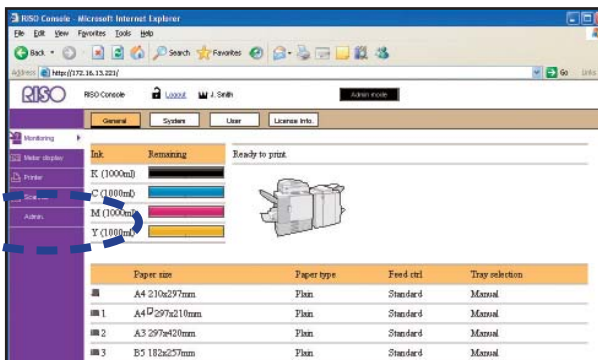 RISO Console - Microsoft Internet Explorer
File Edit View Favorites Tools Help
Back Search Favorites
Address http://172.16.13.221/ Go Links
RISO RISO Console Logout J. Smith Admin mode
General System User License Info.
Monitoring
Meter display
Printer
Admin.
Ink Remaining Ready to print
K (1000ml)
C (1000ml)
M (1000ml)
Y (1000ml)
Paper size Paper type Feed ctrl Tray selection
A4 210x297mm Plain Standard Manual
1 A4 297x210mm Plain Standard Manual
2 A3 297x420mm Plain Standard Manual
3 B5 182x257mm Plain Standard Manual